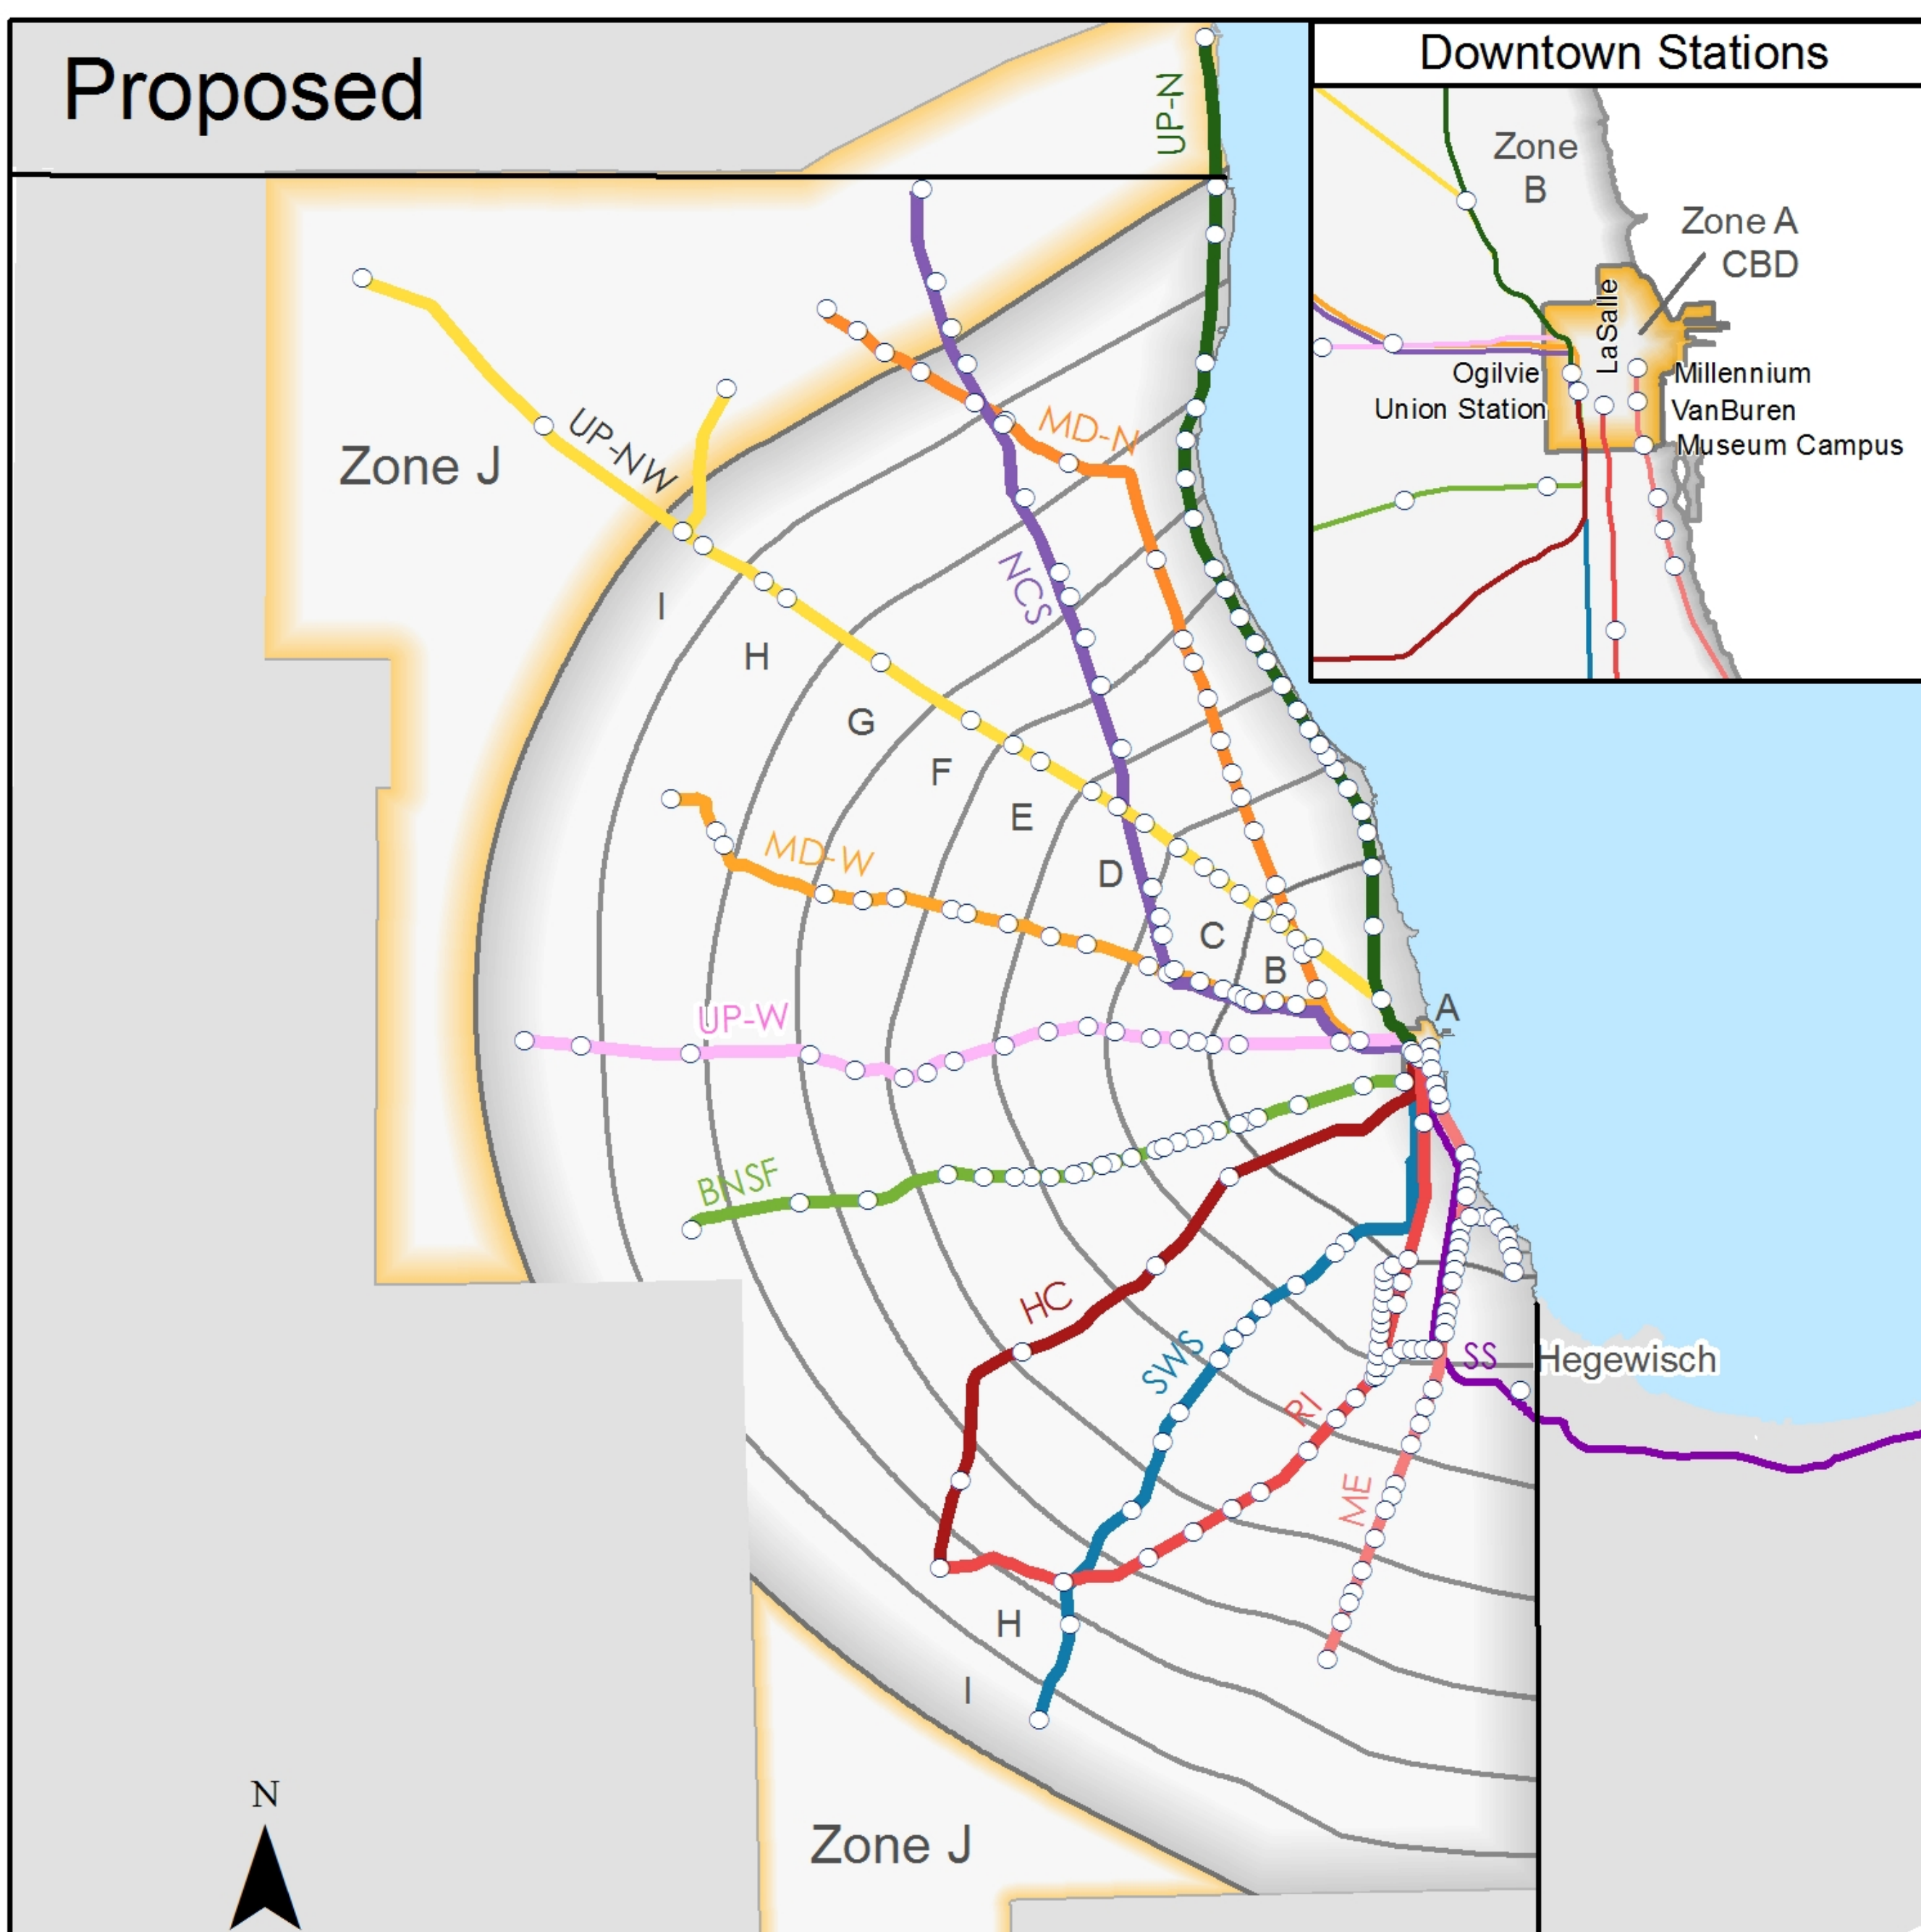 Proposed
UP-N
Downtown Stations
Zone
B
Zone A
CBD
LaSalle
Ogilvie
Millennium
Union Station
VanBuren
Museum Campus
UP-NW
MD-N
Zone J
NCS
I
H
G
F
E
MD-W
D
C
B
UP-W
A
BNSF
HC
SWS
SS
Hegewisch
RI
ME
H
I
Zone J
N